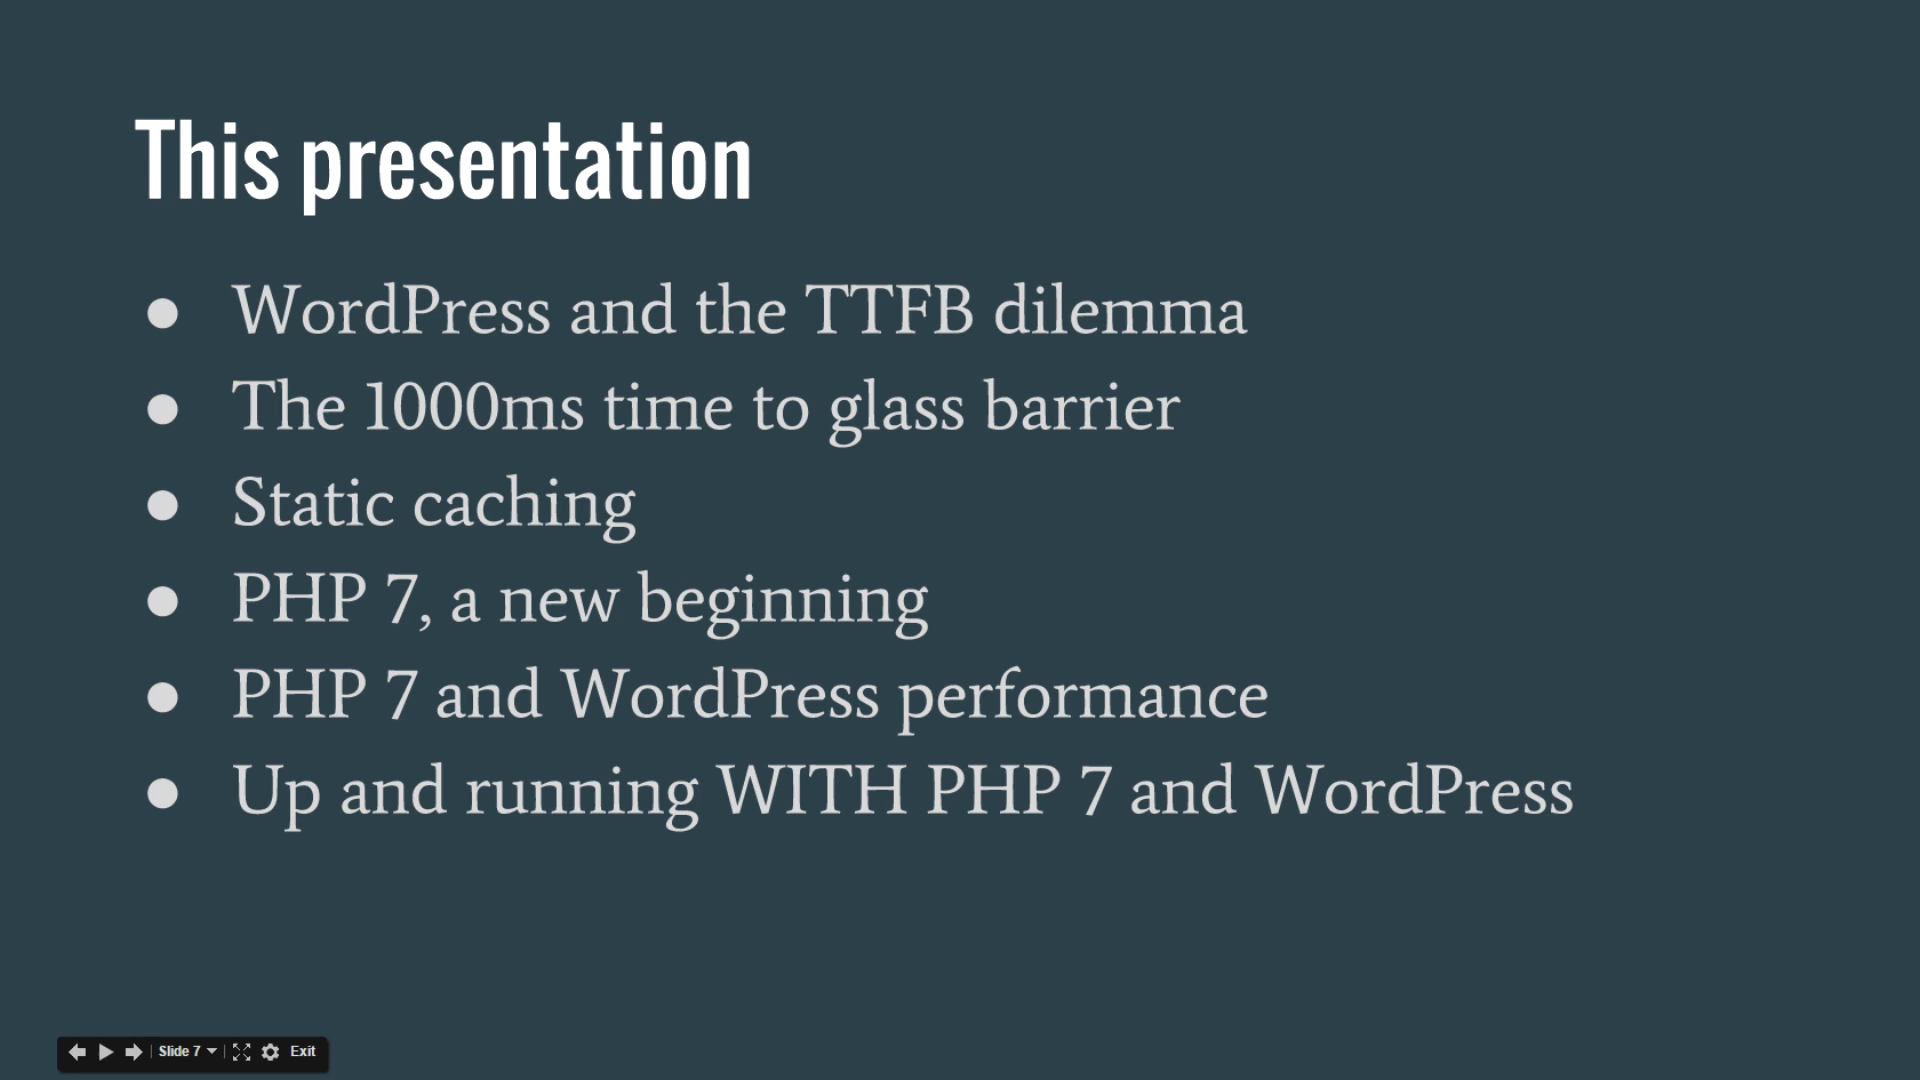 This presentation
● WordPress and the TTFB dilemma
● The 1000ms time to glass barrier
● Static caching
● PHP 7, a new beginning
● PHP 7 and WordPress performance
● Up and running WITH PHP 7 and WordPress
Slide 7 Exit